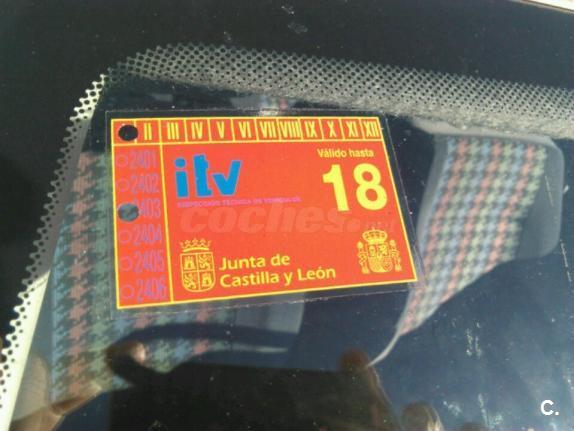 II III IV V VI VII VIII IX X XI XII
2401
2402
2403
2404
2405
2406
itv
INSPECCIÓN TÉCNICA DE VEHÍCULOS
Válido hasta
18
coches.net
Junta de
Castilla y León
C.